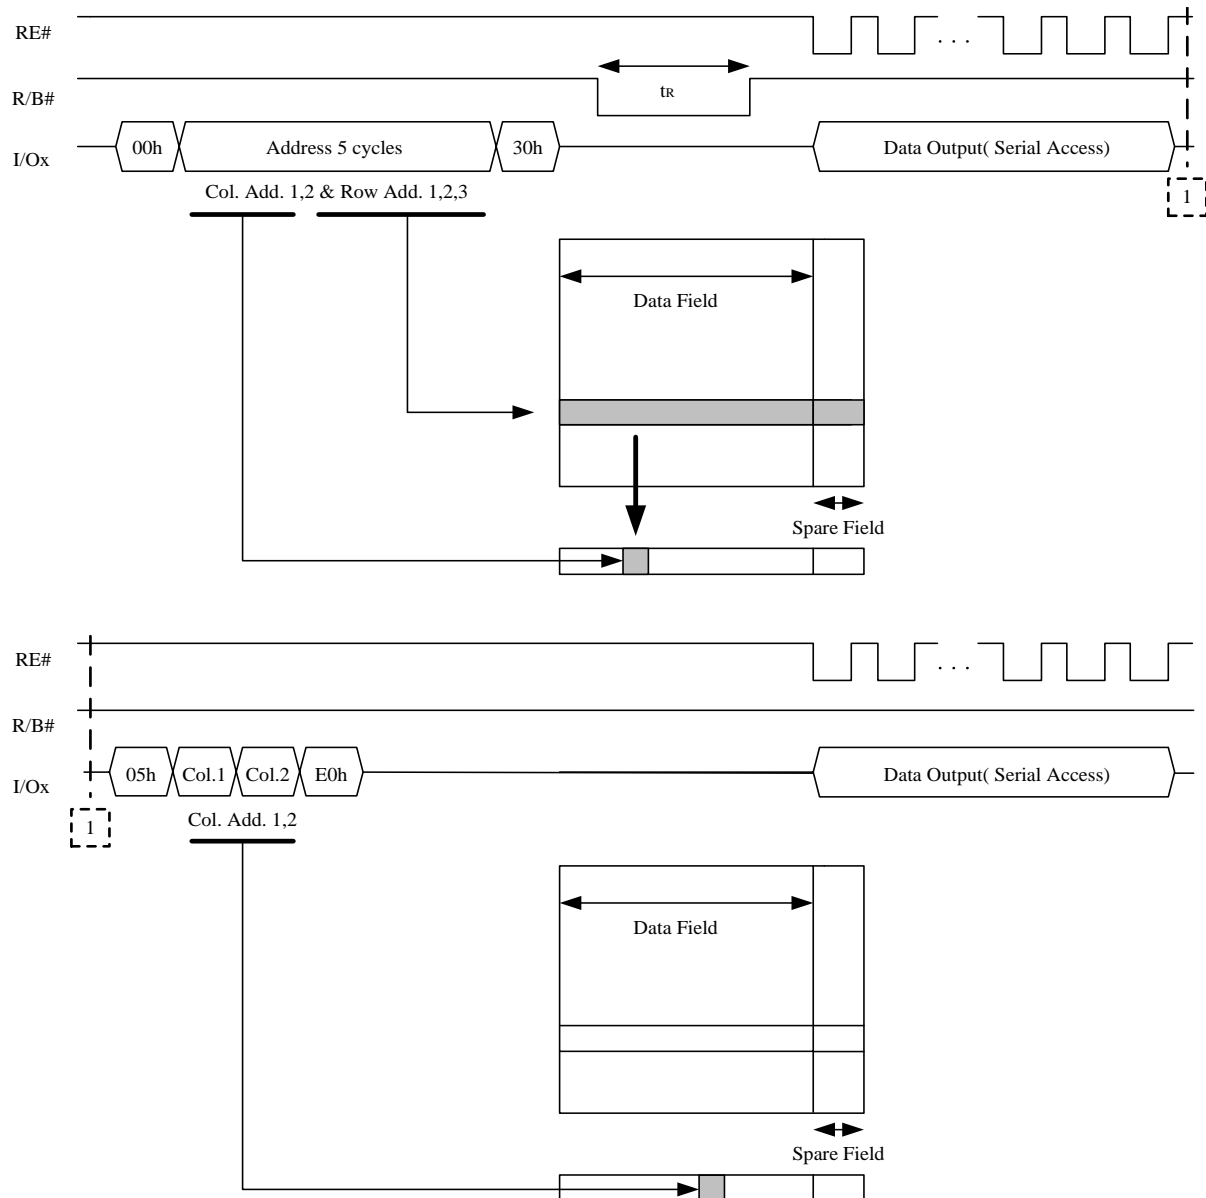 RE#
. . .
R/B#
tR
I/Ox
00h
Address 5 cycles
30h
Data Output( Serial Access)
Col. Add. 1,2 & Row Add. 1,2,3
1
Data Field
Spare Field
RE#
. . .
R/B#
I/Ox
05h
Col.1
Col.2
E0h
Data Output( Serial Access)
1
Col. Add. 1,2
Data Field
Spare Field